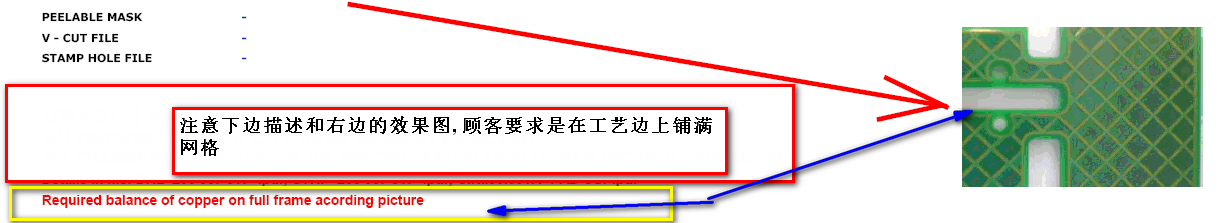 PEELABLE MASK -
V - CUT FILE -
STAMP HOLE FILE -
注意下边描述和右边的效果图,顾客要求是在工艺边上铺满
网格
Required balance of copper on full frame acording picture